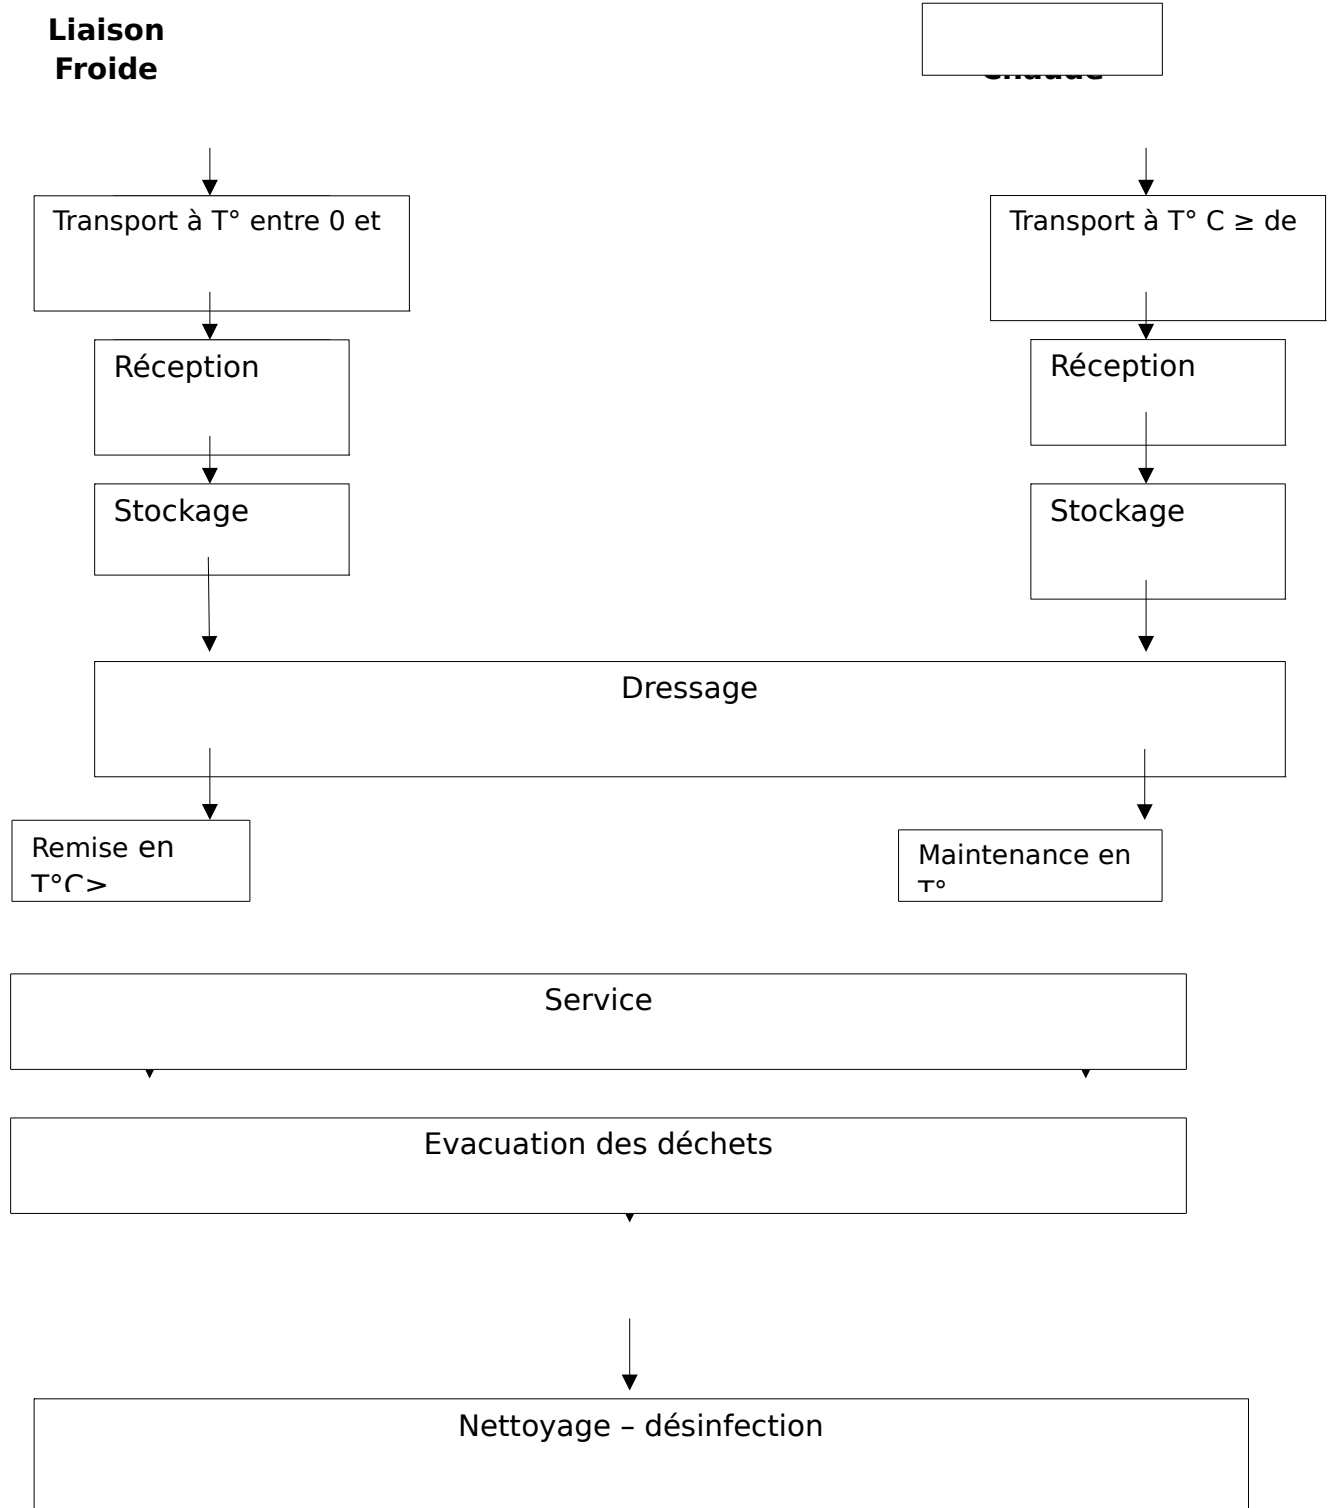 Liaison
Froide
Transport à T° entre 0 et
Transport à T° C ≥ de
Réception
Réception
Stockage
Stockage
Dressage
Remise en
T°C≥
Maintenance en
T°
Service
Evacuation des déchets
Nettoyage – désinfection